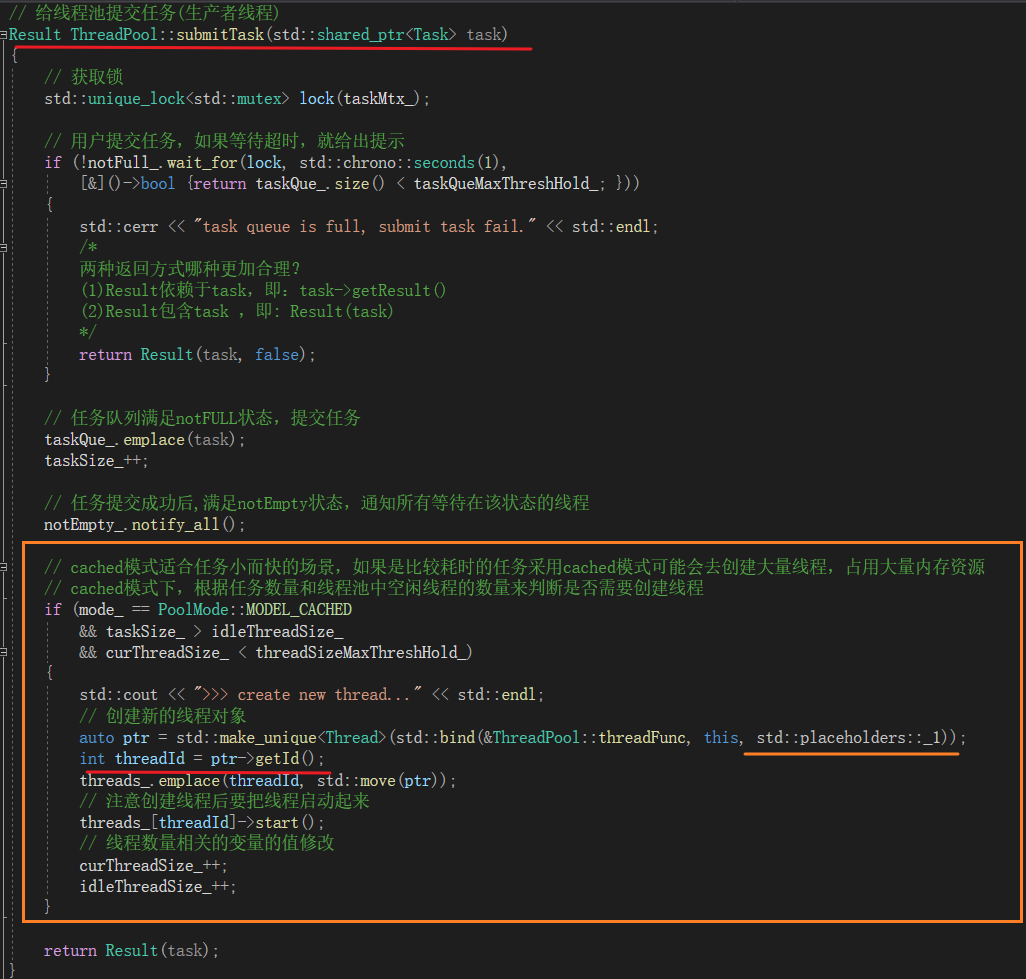 // 给线程池提交任务(生产者线程)
Result ThreadPool::submitTask(std::shared_ptr<Task> task)
{
// 获取锁
std::unique_lock<std::mutex> lock(taskMtx_);
// 用户提交任务，如果等待超时，就给出提示
if (!notFull_.wait_for(lock, std::chrono::seconds(1),
[&]()->bool {return taskQue_.size() < taskQueMaxThreshHold_; }))
{
std::cerr << "task queue is full, submit task fail." << std::endl;
/*
两种返回方式哪种更加合理？
(1)Result依赖于task，即：task->getResult()
(2)Result包含task ，即: Result(task)
*/
return Result(task, false);
}
// 任务队列满足notFULL状态，提交任务
taskQue_.emplace(task);
taskSize_++;
// 任务提交成功后,满足notEmpty状态，通知所有等待在该状态的线程
notEmpty_.notify_all();
// cached模式适合任务小而快的场景，如果是比较耗时的任务采用cached模式可能会去创建大量线程，占用大量内存资源
// cached模式下，根据任务数量和线程池中空闲线程的数量来判断是否需要创建线程
if (mode_ == PoolMode::MODEL_CACHED
&& taskSize_ > idleThreadSize_
&& curThreadSize_ < threadSizeMaxThreshHold_)
{
std::cout << ">>> create new thread..." << std::endl;
// 创建新的线程对象
auto ptr = std::make_unique<Thread>(std::bind(&ThreadPool::threadFunc, this, std::placeholders::_1));
int threadId = ptr->getId();
threads_.emplace(threadId, std::move(ptr));
// 注意创建线程后要把线程启动起来
threads_[threadId]->start();
// 线程数量相关的变量的值修改
curThreadSize_++;
idleThreadSize_++;
}
return Result(task);
}